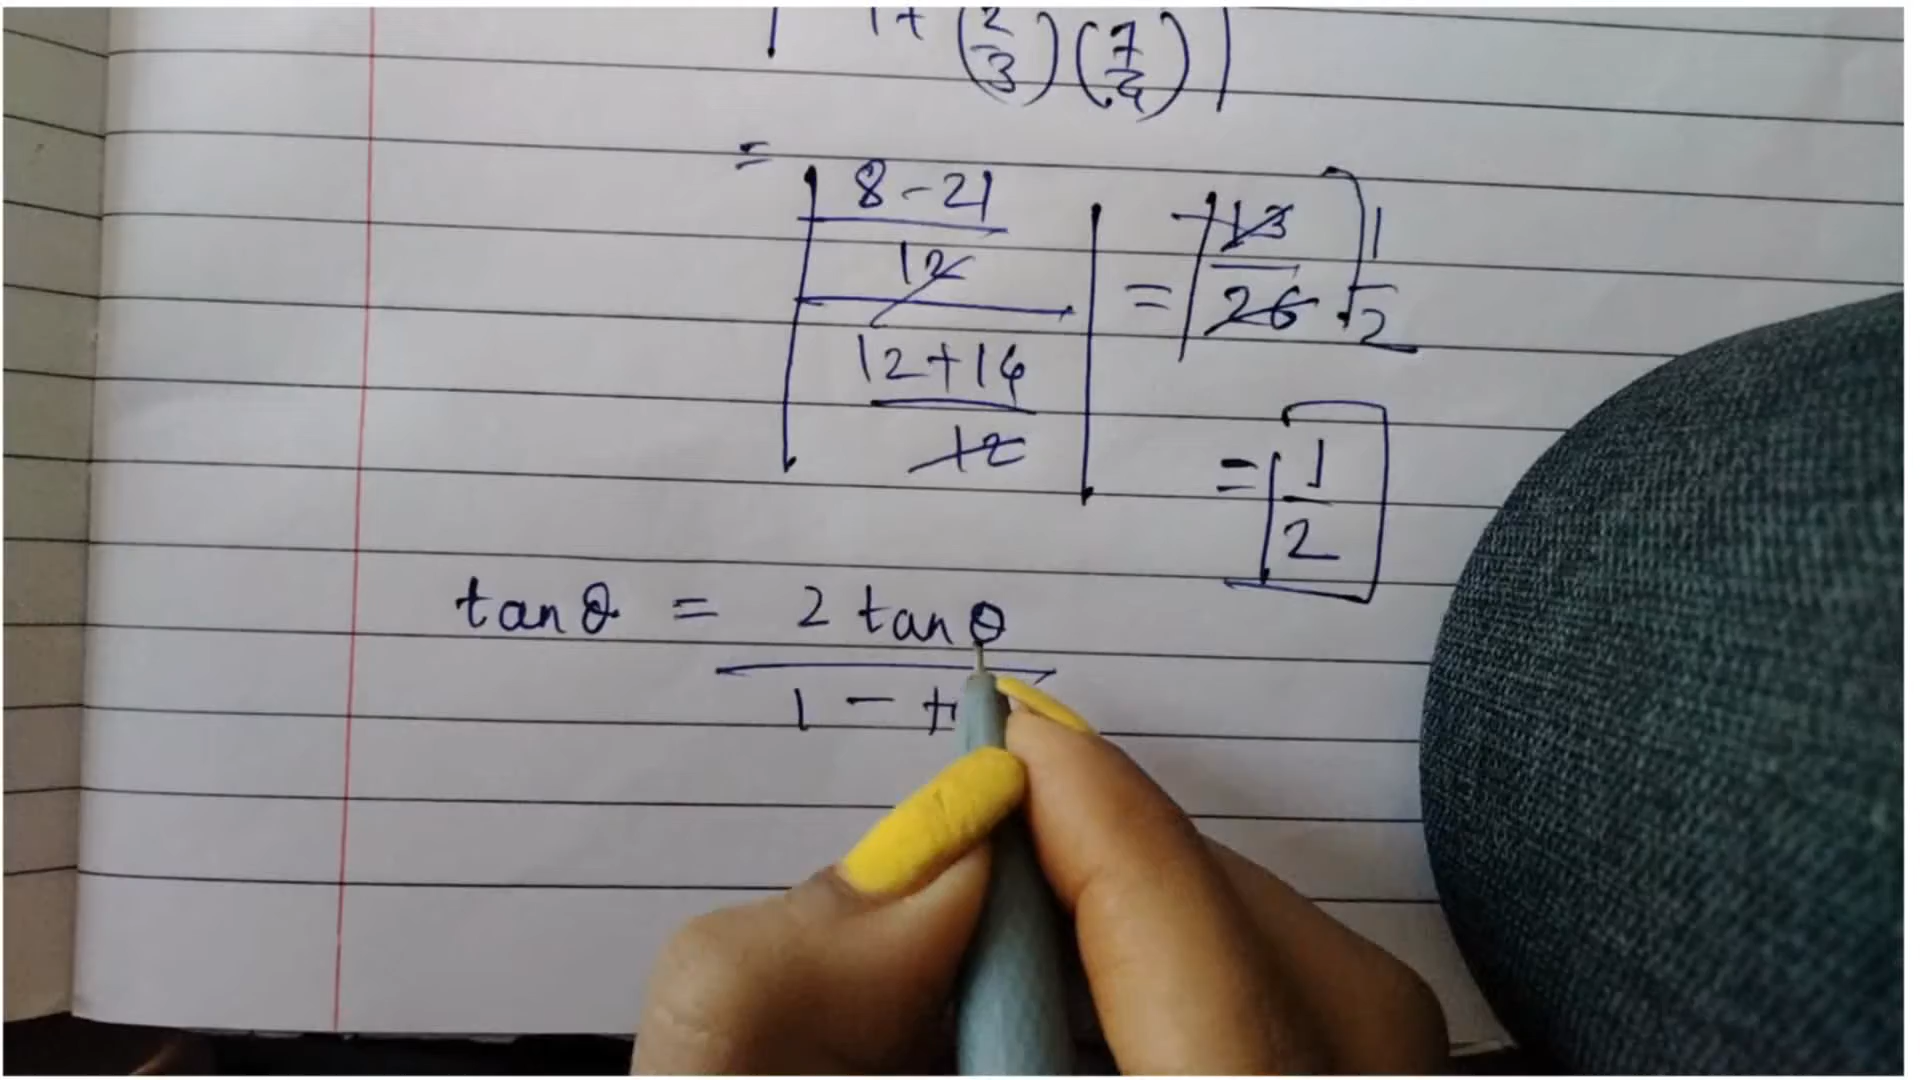 1 + (2/3)(7/4)
= | (8 - 21)/12 / (12 + 14)/12 | = |-13/26| 1/2
= 1/2
tan θ = 2 tan θ
1 - t